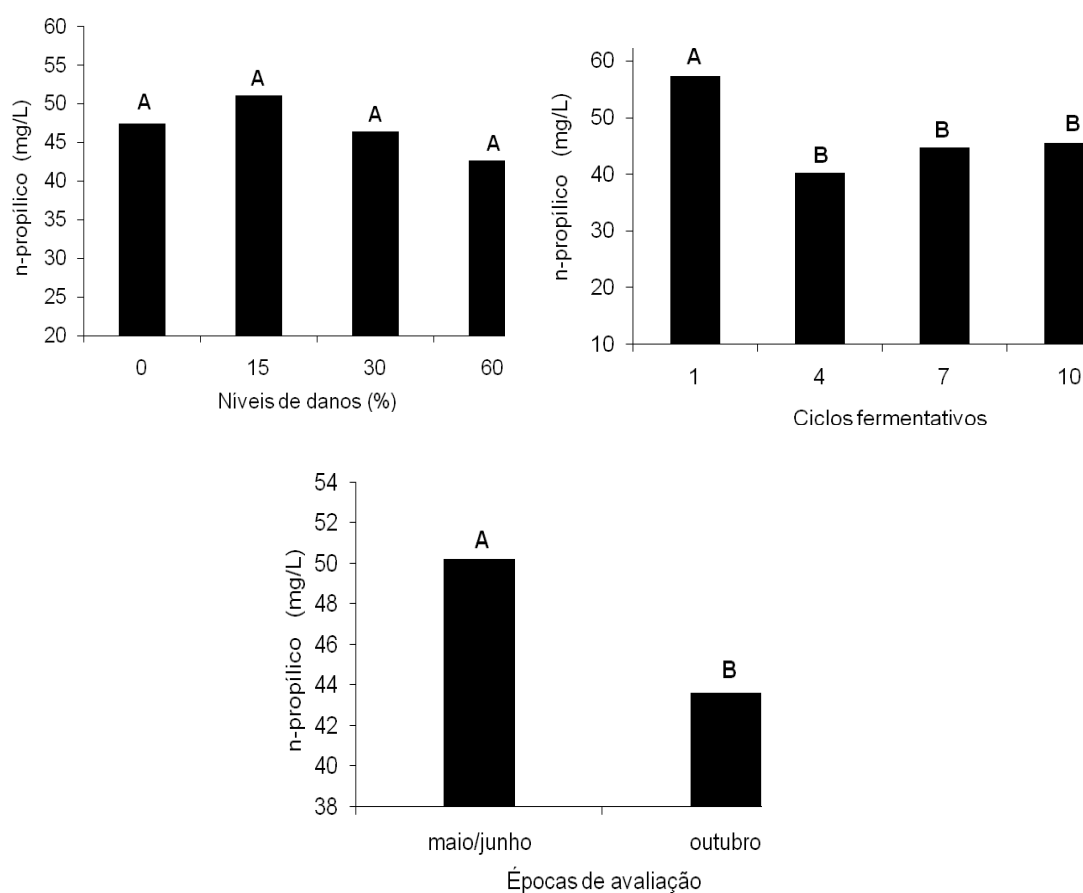 n-propílico (mg/L)
60
55
50
45
40
35
30
25
20
A
A
A
A
0 15 30 60
Níveis de danos (%)
n-propílico (mg/L)
60
50
40
30
20
10
A
B
B
B
1 4 7 10
Ciclos fermentativos
n-propílico (mg/L)
54
52
50
48
46
44
42
40
38
A
B
maio/junho outubro
Épocas de avaliação